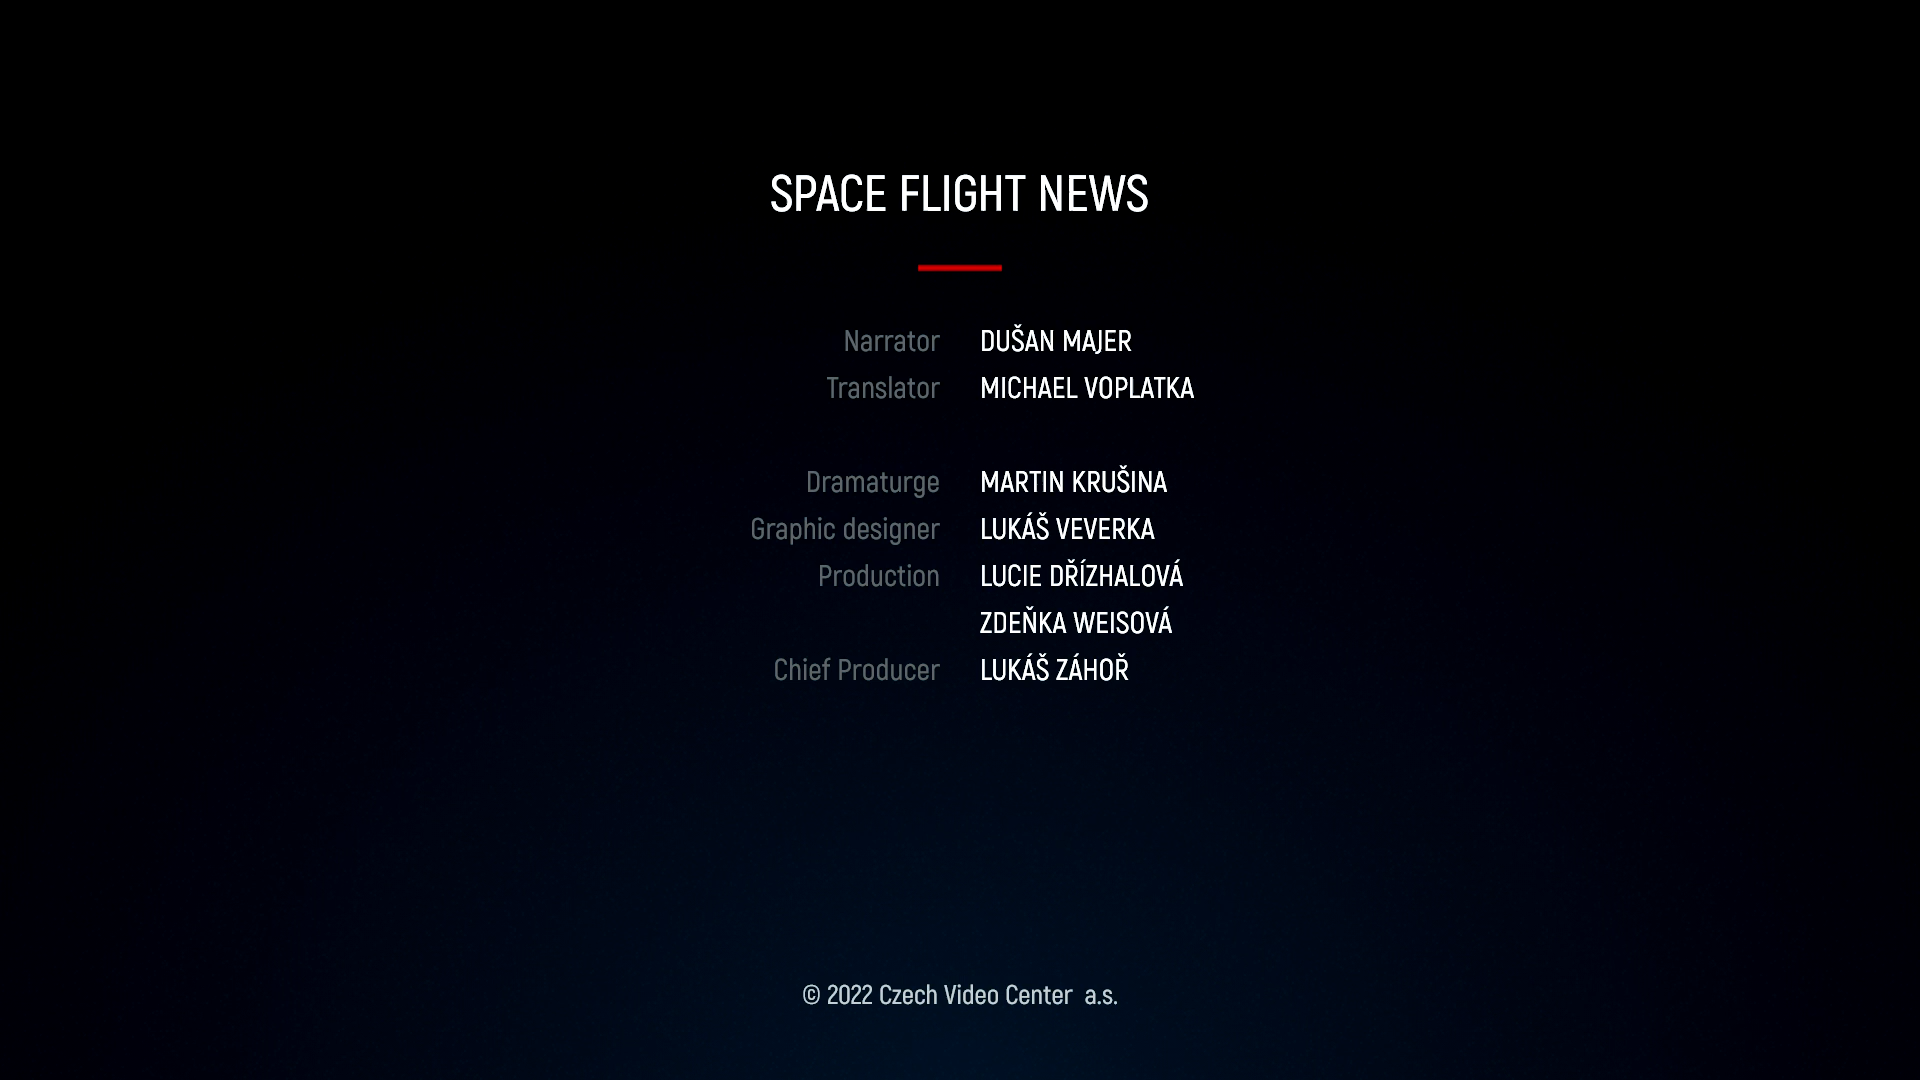 SPACE FLIGHT NEWS
Narrator DUŠAN MAJER
Translator MICHAEL VOPLATKA
Dramaturge MARTIN KRUŠINA
Graphic designer LUKÁŠ VEVERKA
Production LUCIE DŘÍZHALOVÁ
ZDEŇKA WEISOVÁ
Chief Producer LUKÁŠ ZÁHOŘ
© 2022 Czech Video Center a.s.